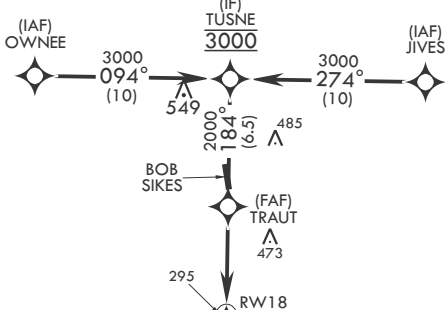 (IF)
TUSNE
3000
(IAF)
OWNEE
3000
094°
(10)
549
(IAF)
JIVES
3000
274°
(10)
2000
184°
(6.5)
485
BOB
SIKES
(FAF)
TRAUT
473
295
RW18